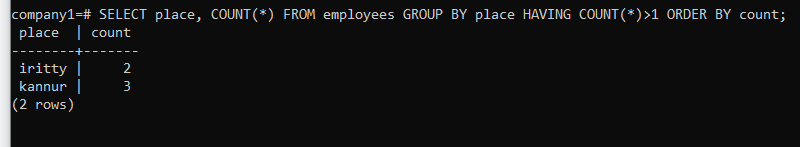 company1=# SELECT place, COUNT(*) FROM employees GROUP BY place HAVING COUNT(*)>1 ORDER BY count;
 place  | count
--------+-------
 iritty |     2
 kannur |     3
(2 rows)